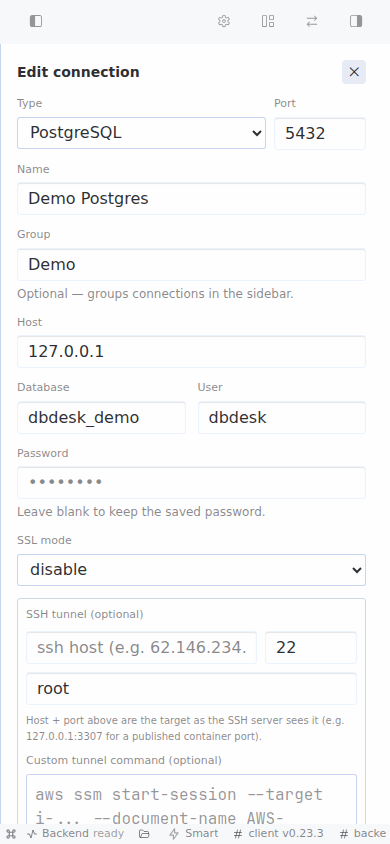 Edit connection
Type
Port
PostgreSQL
5432
Name
Demo Postgres
Group
Demo
Optional — groups connections in the sidebar.
Host
127.0.0.1
Database
User
dbdesk_demo
dbdesk
Password
••••••••
Leave blank to keep the saved password.
SSL mode
disable
SSH tunnel (optional)
ssh host (e.g. 62.146.234.
22
root
Host + port above are the target as the SSH server sees it (e.g.
127.0.0.1:3307 for a published container port).
Custom tunnel command (optional)
aws ssm start-session --target
i-... --document-name AWS-
Backend ready
Smart
# client v0.23.3
# backe